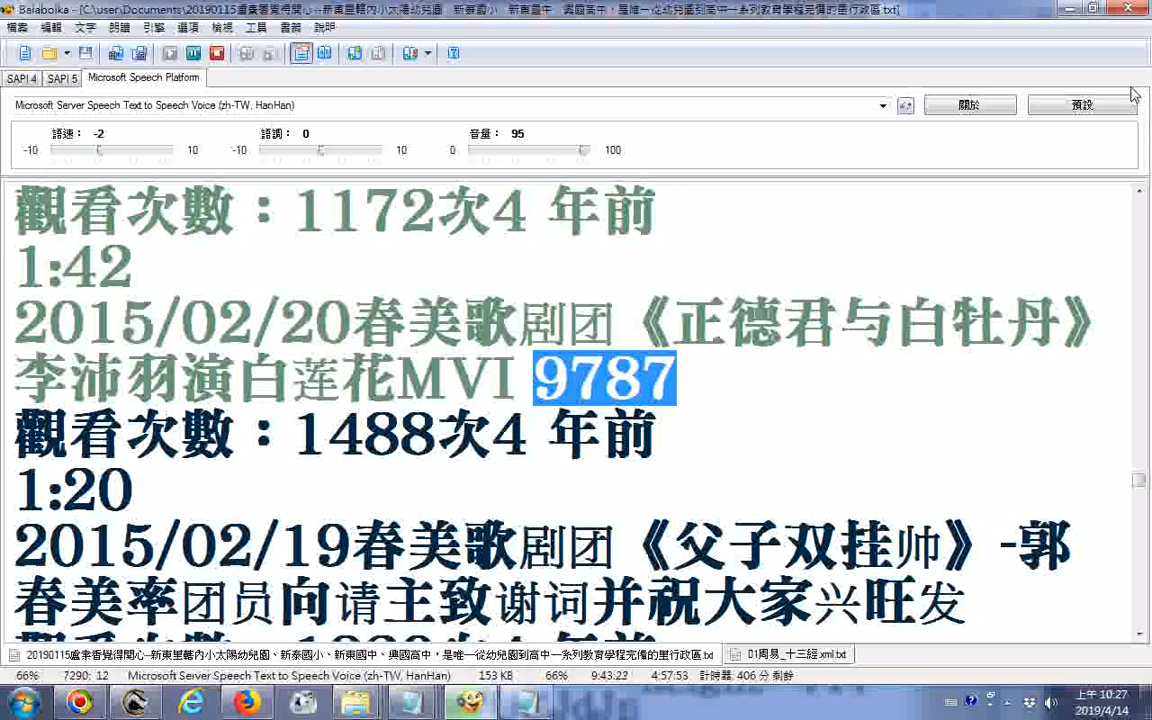 Balabolka - [C:\user\Documents\20190115盧素香覺得開心--新東里轄內小太陽幼兒園、新泰國小、新東國中、興國高中，是唯一從幼兒園到高中一系列教育學程完備的里行政區.txt]
檔案 編輯 文字 朗讀 引擎 選項 檢視 工具 書籤 說明
SAPI 4 SAPI 5 Microsoft Speech Platform
Microsoft Server Speech Text to Speech Voice (zh-TW, HanHan) 關於 預設
語速： -2 語調： 0 音量： 95
-10 10 -10 10 0 100
觀看次數：1172次4 年前
1:42
2015/02/20春美歌剧团《正德君与白牡丹》
李沛羽演白莲花MVI 9787
觀看次數：1488次4 年前
1:20
2015/02/19春美歌剧团《父子双挂帅》-郭
春美率团员向请主致谢词并祝大家兴旺发
20190115盧素香覺得開心--新東里轄內小太陽幼兒園、新泰國小、新東國中、興國高中，是唯一從幼兒園到高中一系列教育學程完備的里行政區.txt 01周易_十三經.xml.txt
66% 7290; 12 Microsoft Server Speech Text to Speech Voice (zh-TW, HanHan) 153 KB 66% 4:57:53 9:43:22 計時器: 406 分 剩餘
上午 10:27
2019/4/14